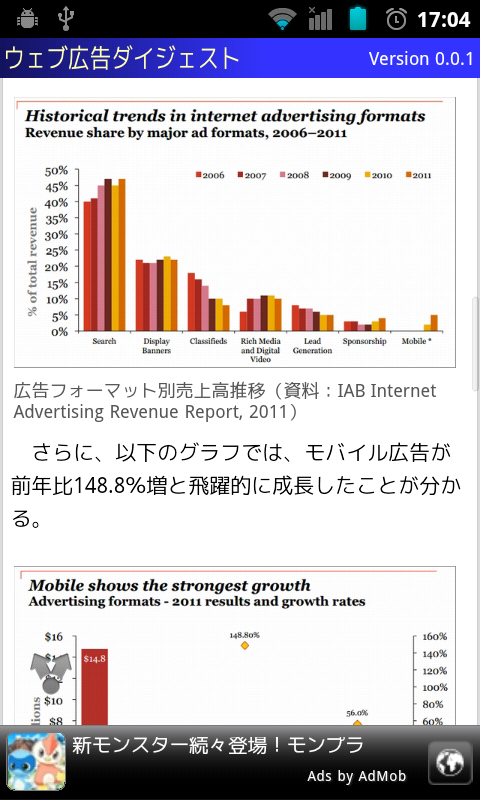 17:04
ウェブ広告ダイジェスト
Version 0.0.1
Historical trends in internet advertising formats
Revenue share by major ad formats, 2006–2011
2006 2007 2008 2009 2010 2011
% of total revenue
50%
45%
40%
35%
30%
25%
20%
15%
10%
5%
0%
Search
Display Banners
Classifieds
Rich Media and Digital Video
Lead Generation
Sponsorship
Mobile *
広告フォーマット別売上高推移（資料：IAB Internet
Advertising Revenue Report, 2011）
さらに、以下のグラフでは、モバイル広告が
前年比148.8%増と飛躍的に成長したことが分か
る。
Mobile shows the strongest growth
Advertising formats - 2011 results and growth rates
$16
$10
$8
$14.8
148.80%
56.0%
160%
140%
120%
100%
80%
60%
新モンスター続々登場！モンプラ
Ads by AdMob